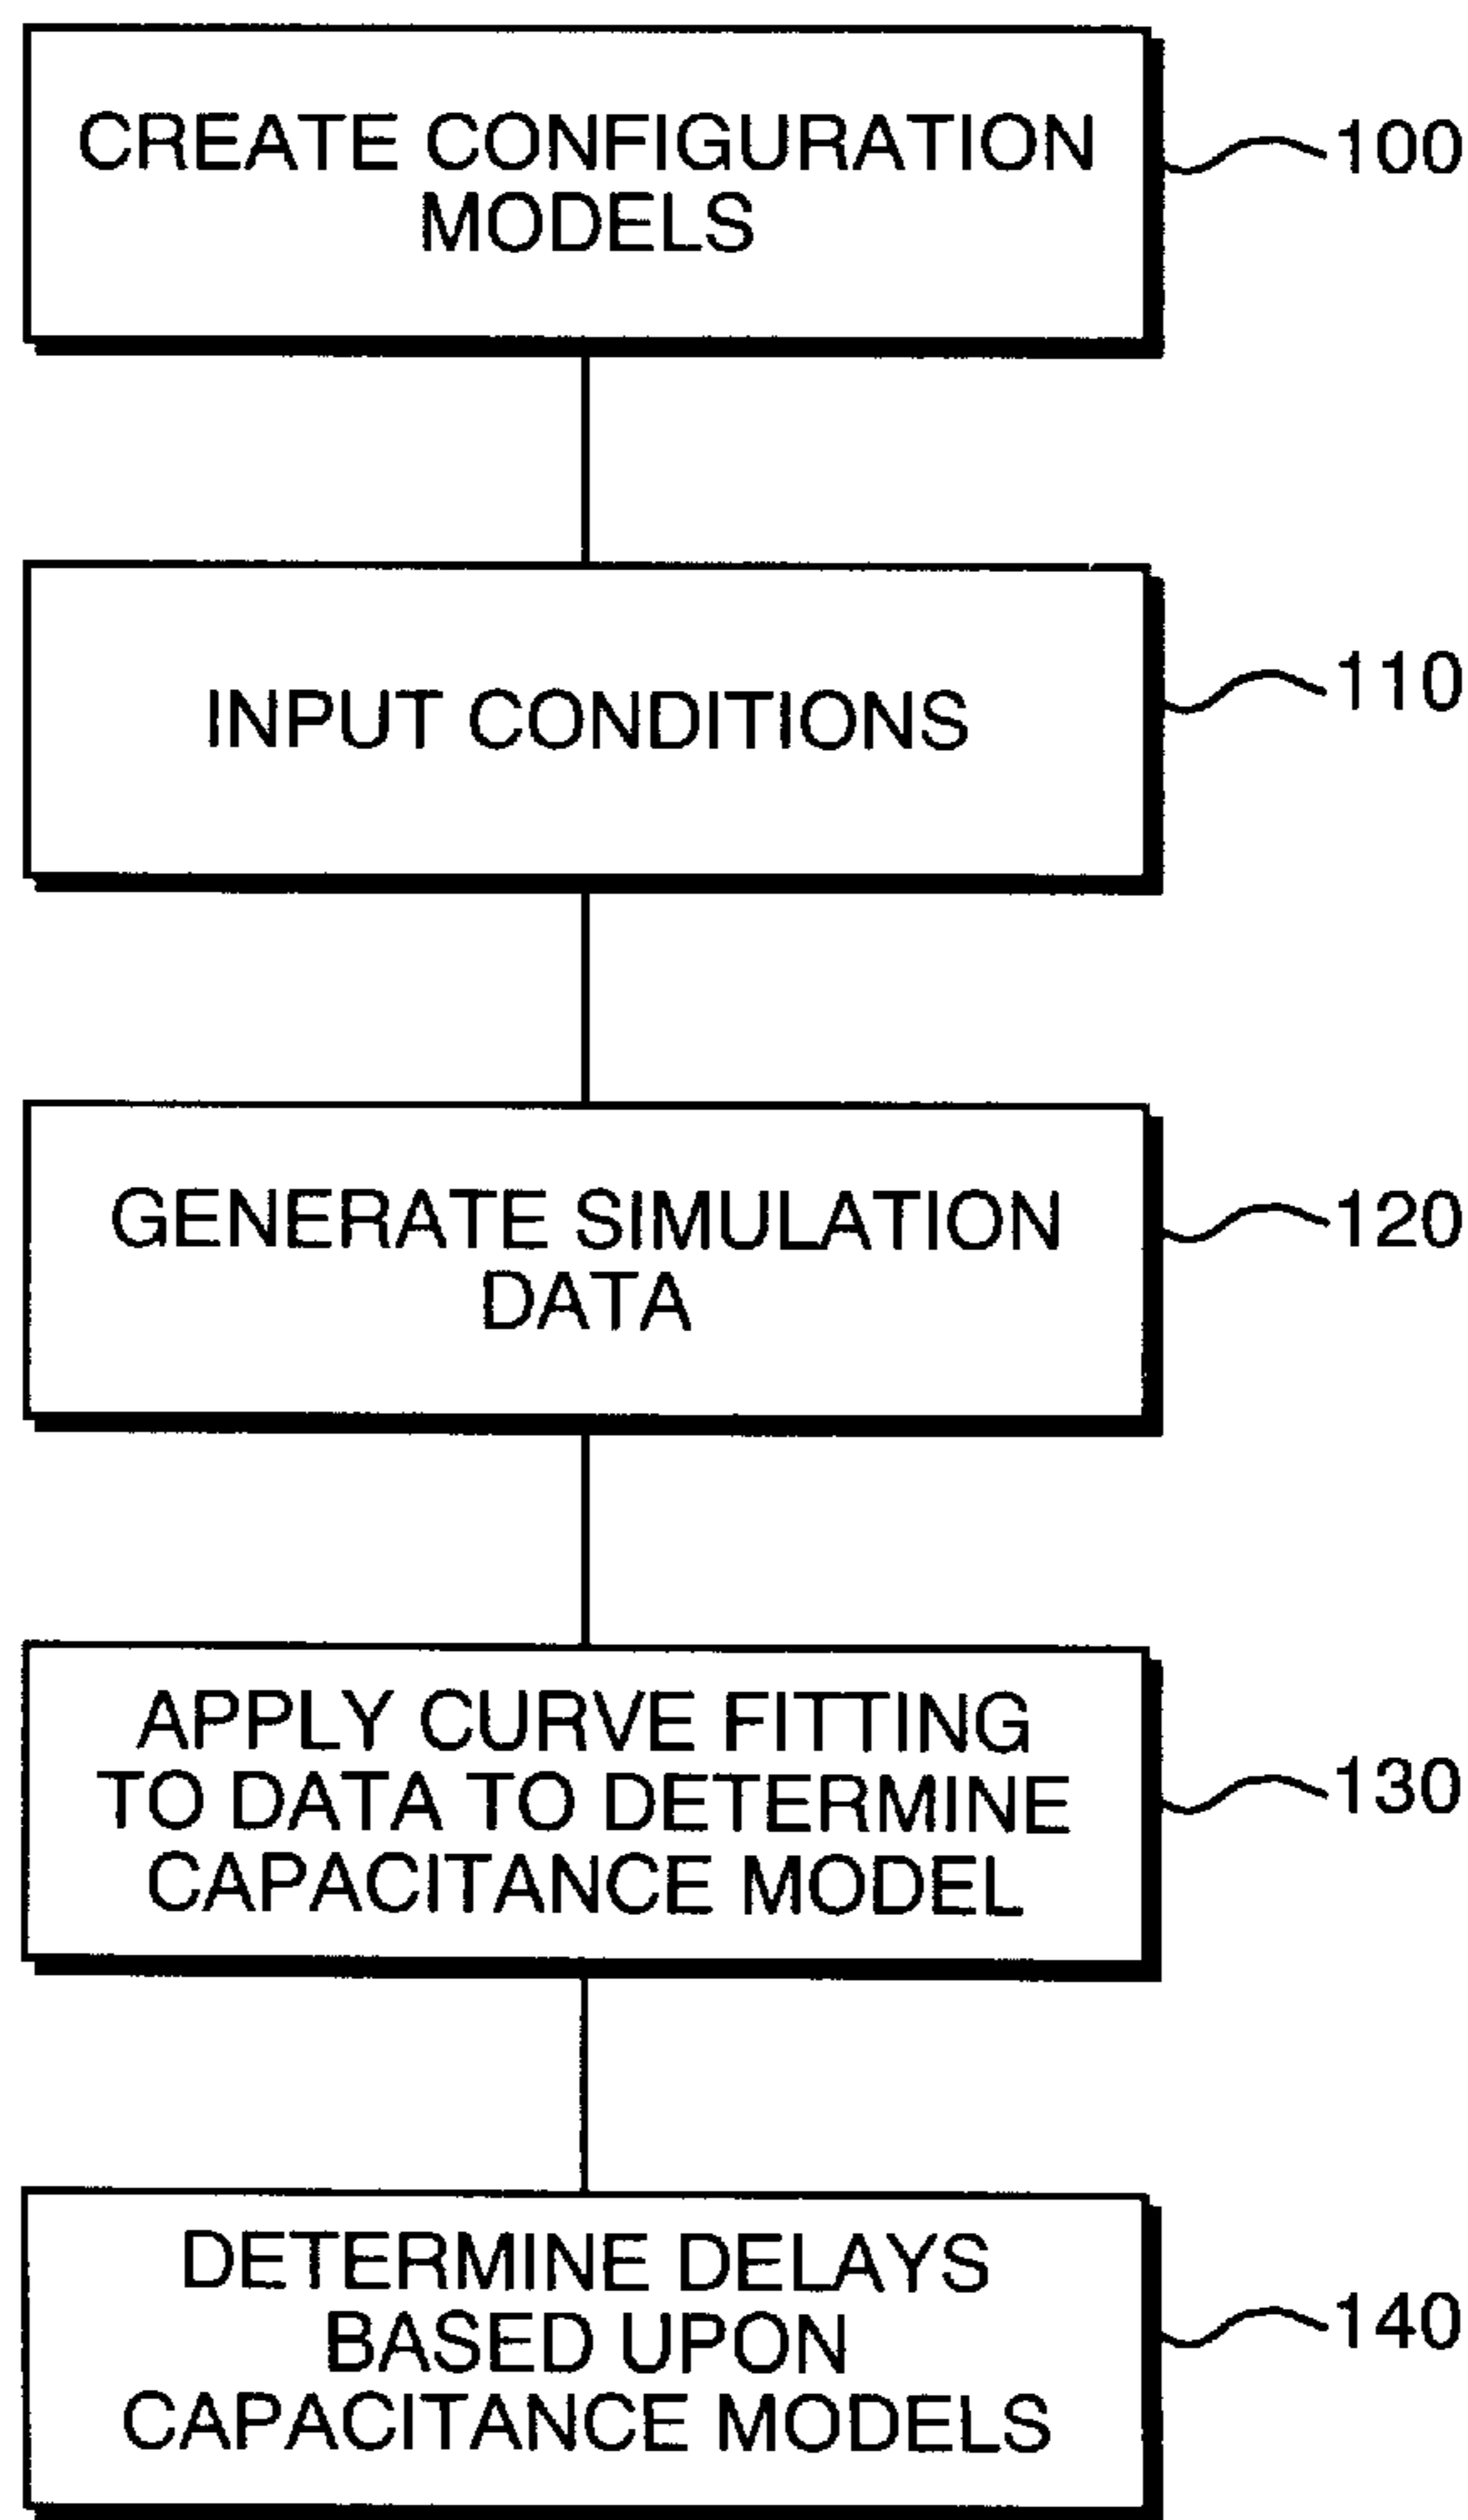 CREATE CONFIGURATION
MODELS
100
INPUT CONDITIONS
110
GENERATE SIMULATION
DATA
120
APPLY CURVE FITTING
TO DATA TO DETERMINE
CAPACITANCE MODEL
130
DETERMINE DELAYS
BASED UPON
CAPACITANCE MODELS
140